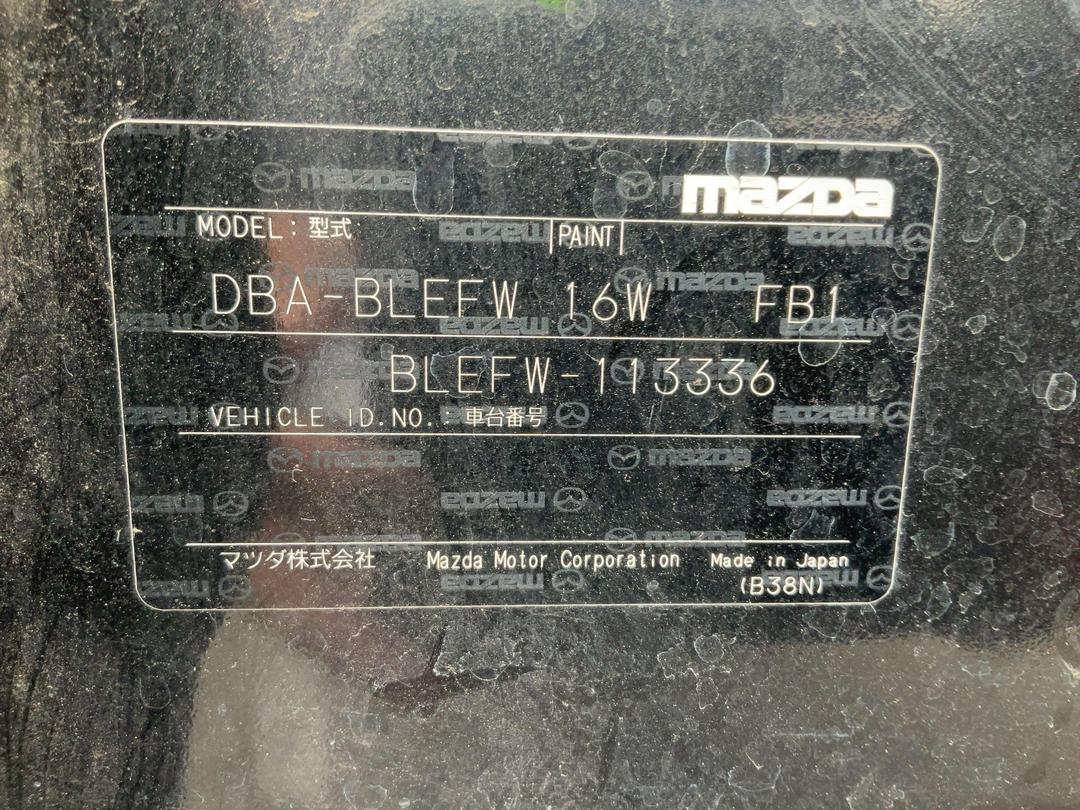 mazda
MODEL : 型式 PAINT
DBA-BLEFW 16W FB1
BLEFW-113336
VEHICLE ID.NO. : 車台番号
マツダ株式会社 Mazda Motor Corporation Made in Japan
(B38N)